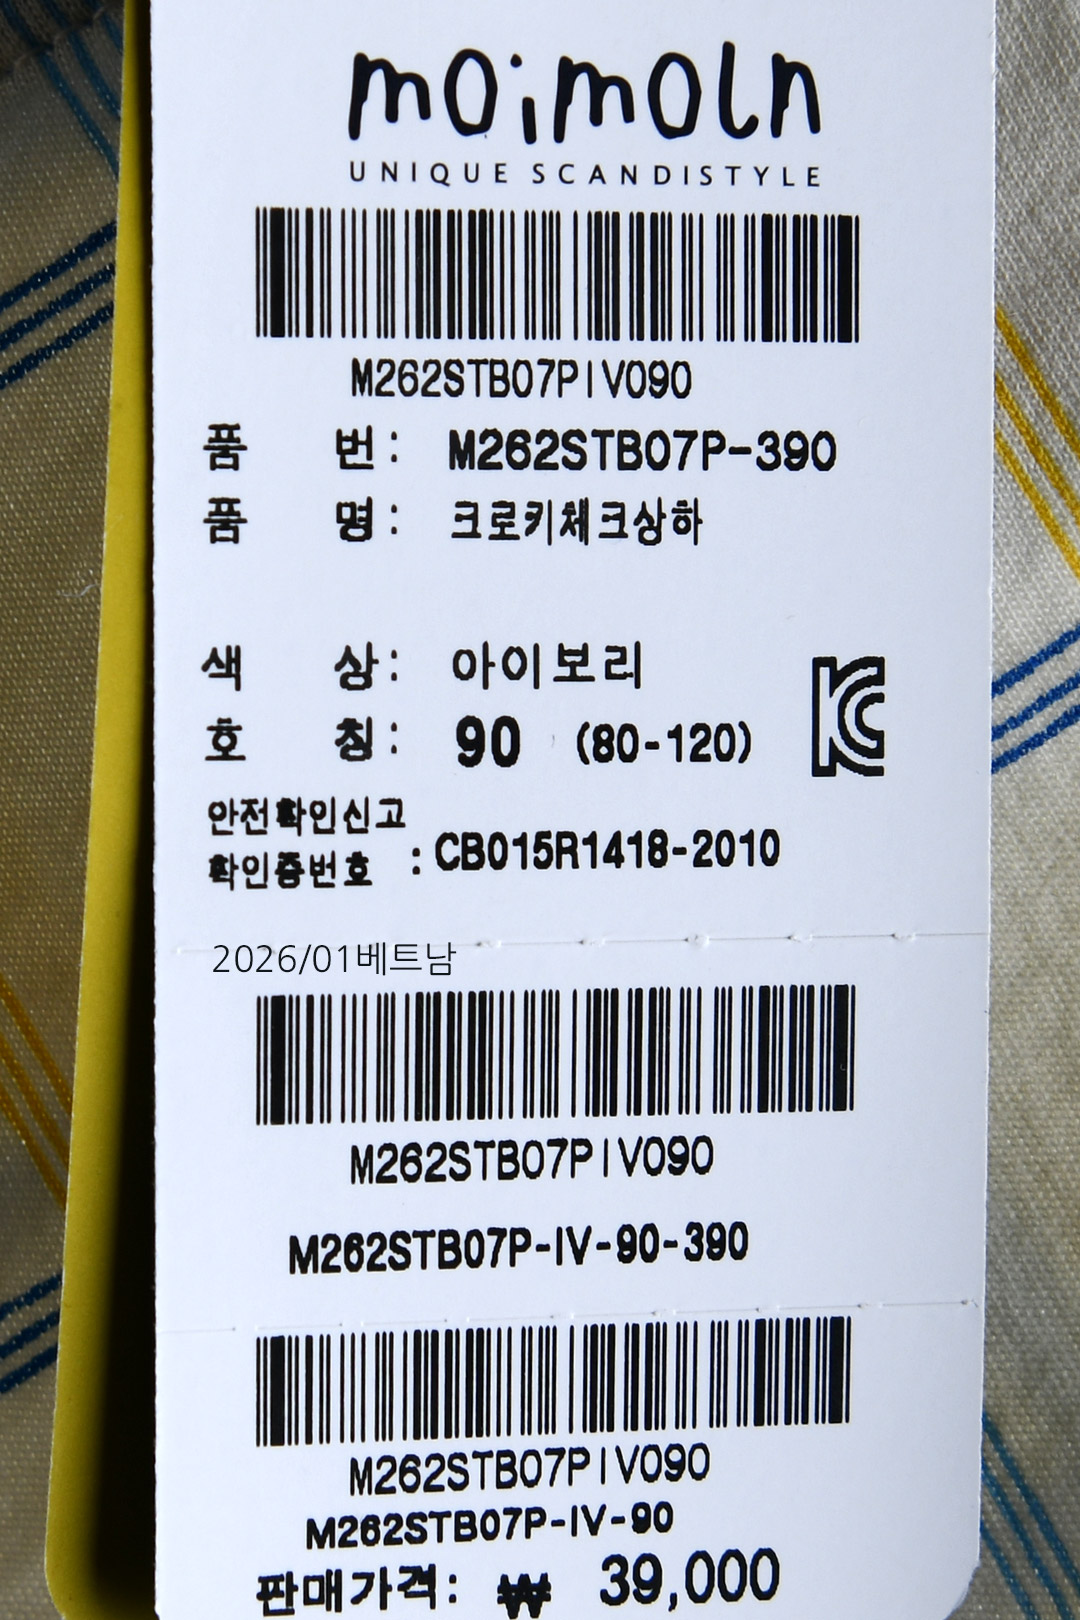 moimoln
UNIQUE SCANDISTYLE
M262STB07PIV090
품 번 : M262STB07P-390
품 명 : 크로키체크상하
색 상 : 아이보리
호 칭 : 90 (80-120)
안전확인신고
확인증번호 : CB015R1418-2010
2026/01베트남
M262STB07PIV090
M262STB07P-IV-90-390
M262STB07PIV090
M262STB07P-IV-90
판매가격: ₩ 39,000